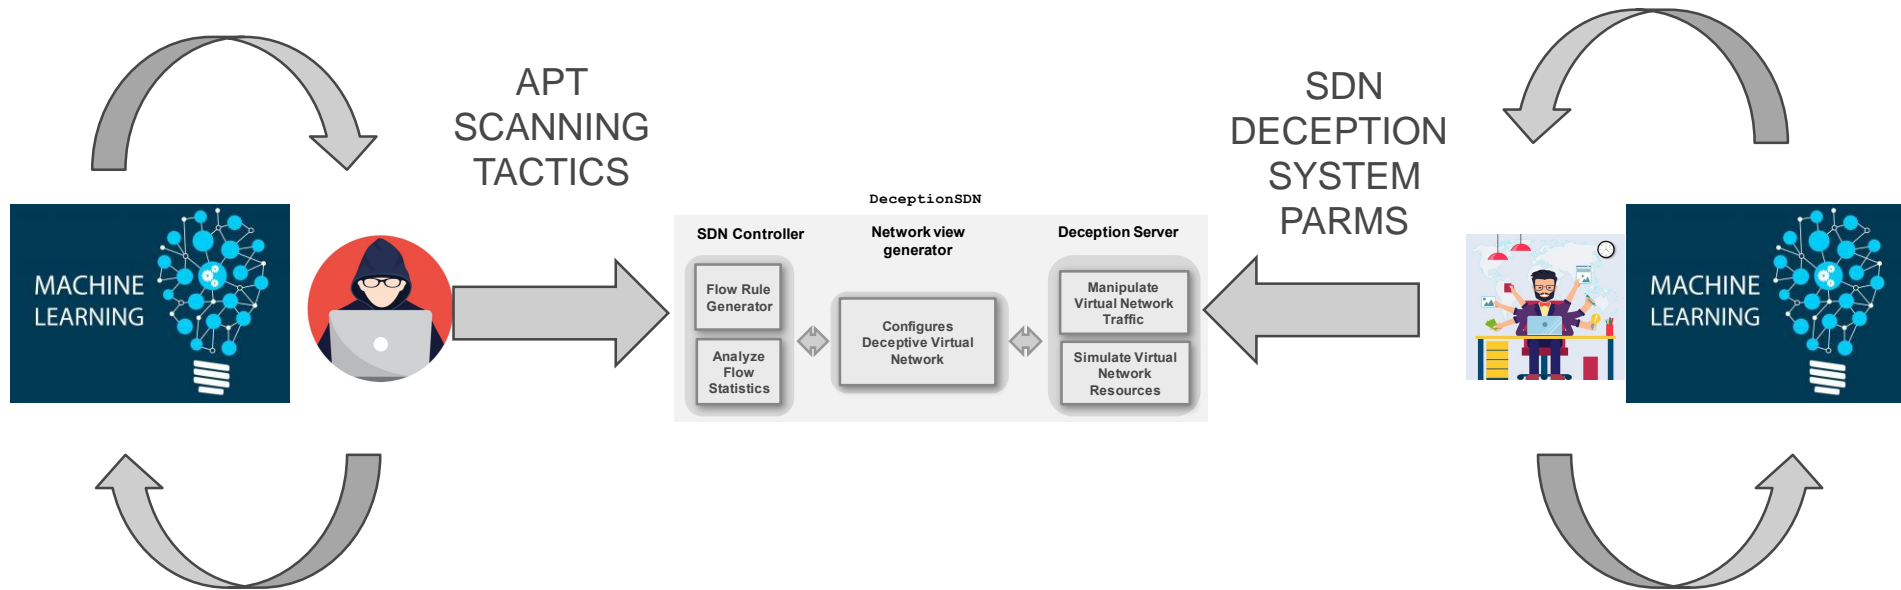 APT
SCANNING
TACTICS
SDN
DECEPTION
SYSTEM
PARMS
MACHINE
LEARNING
DeceptionSDN
SDN Controller
Flow Rule
Generator
Analyze
Flow
Statistics
Network view
generator
Configures
Deceptive Virtual
Network
Deception Server
Manipulate
Virtual Network
Traffic
Simulate Virtual
Network
Resources
MACHINE
LEARNING